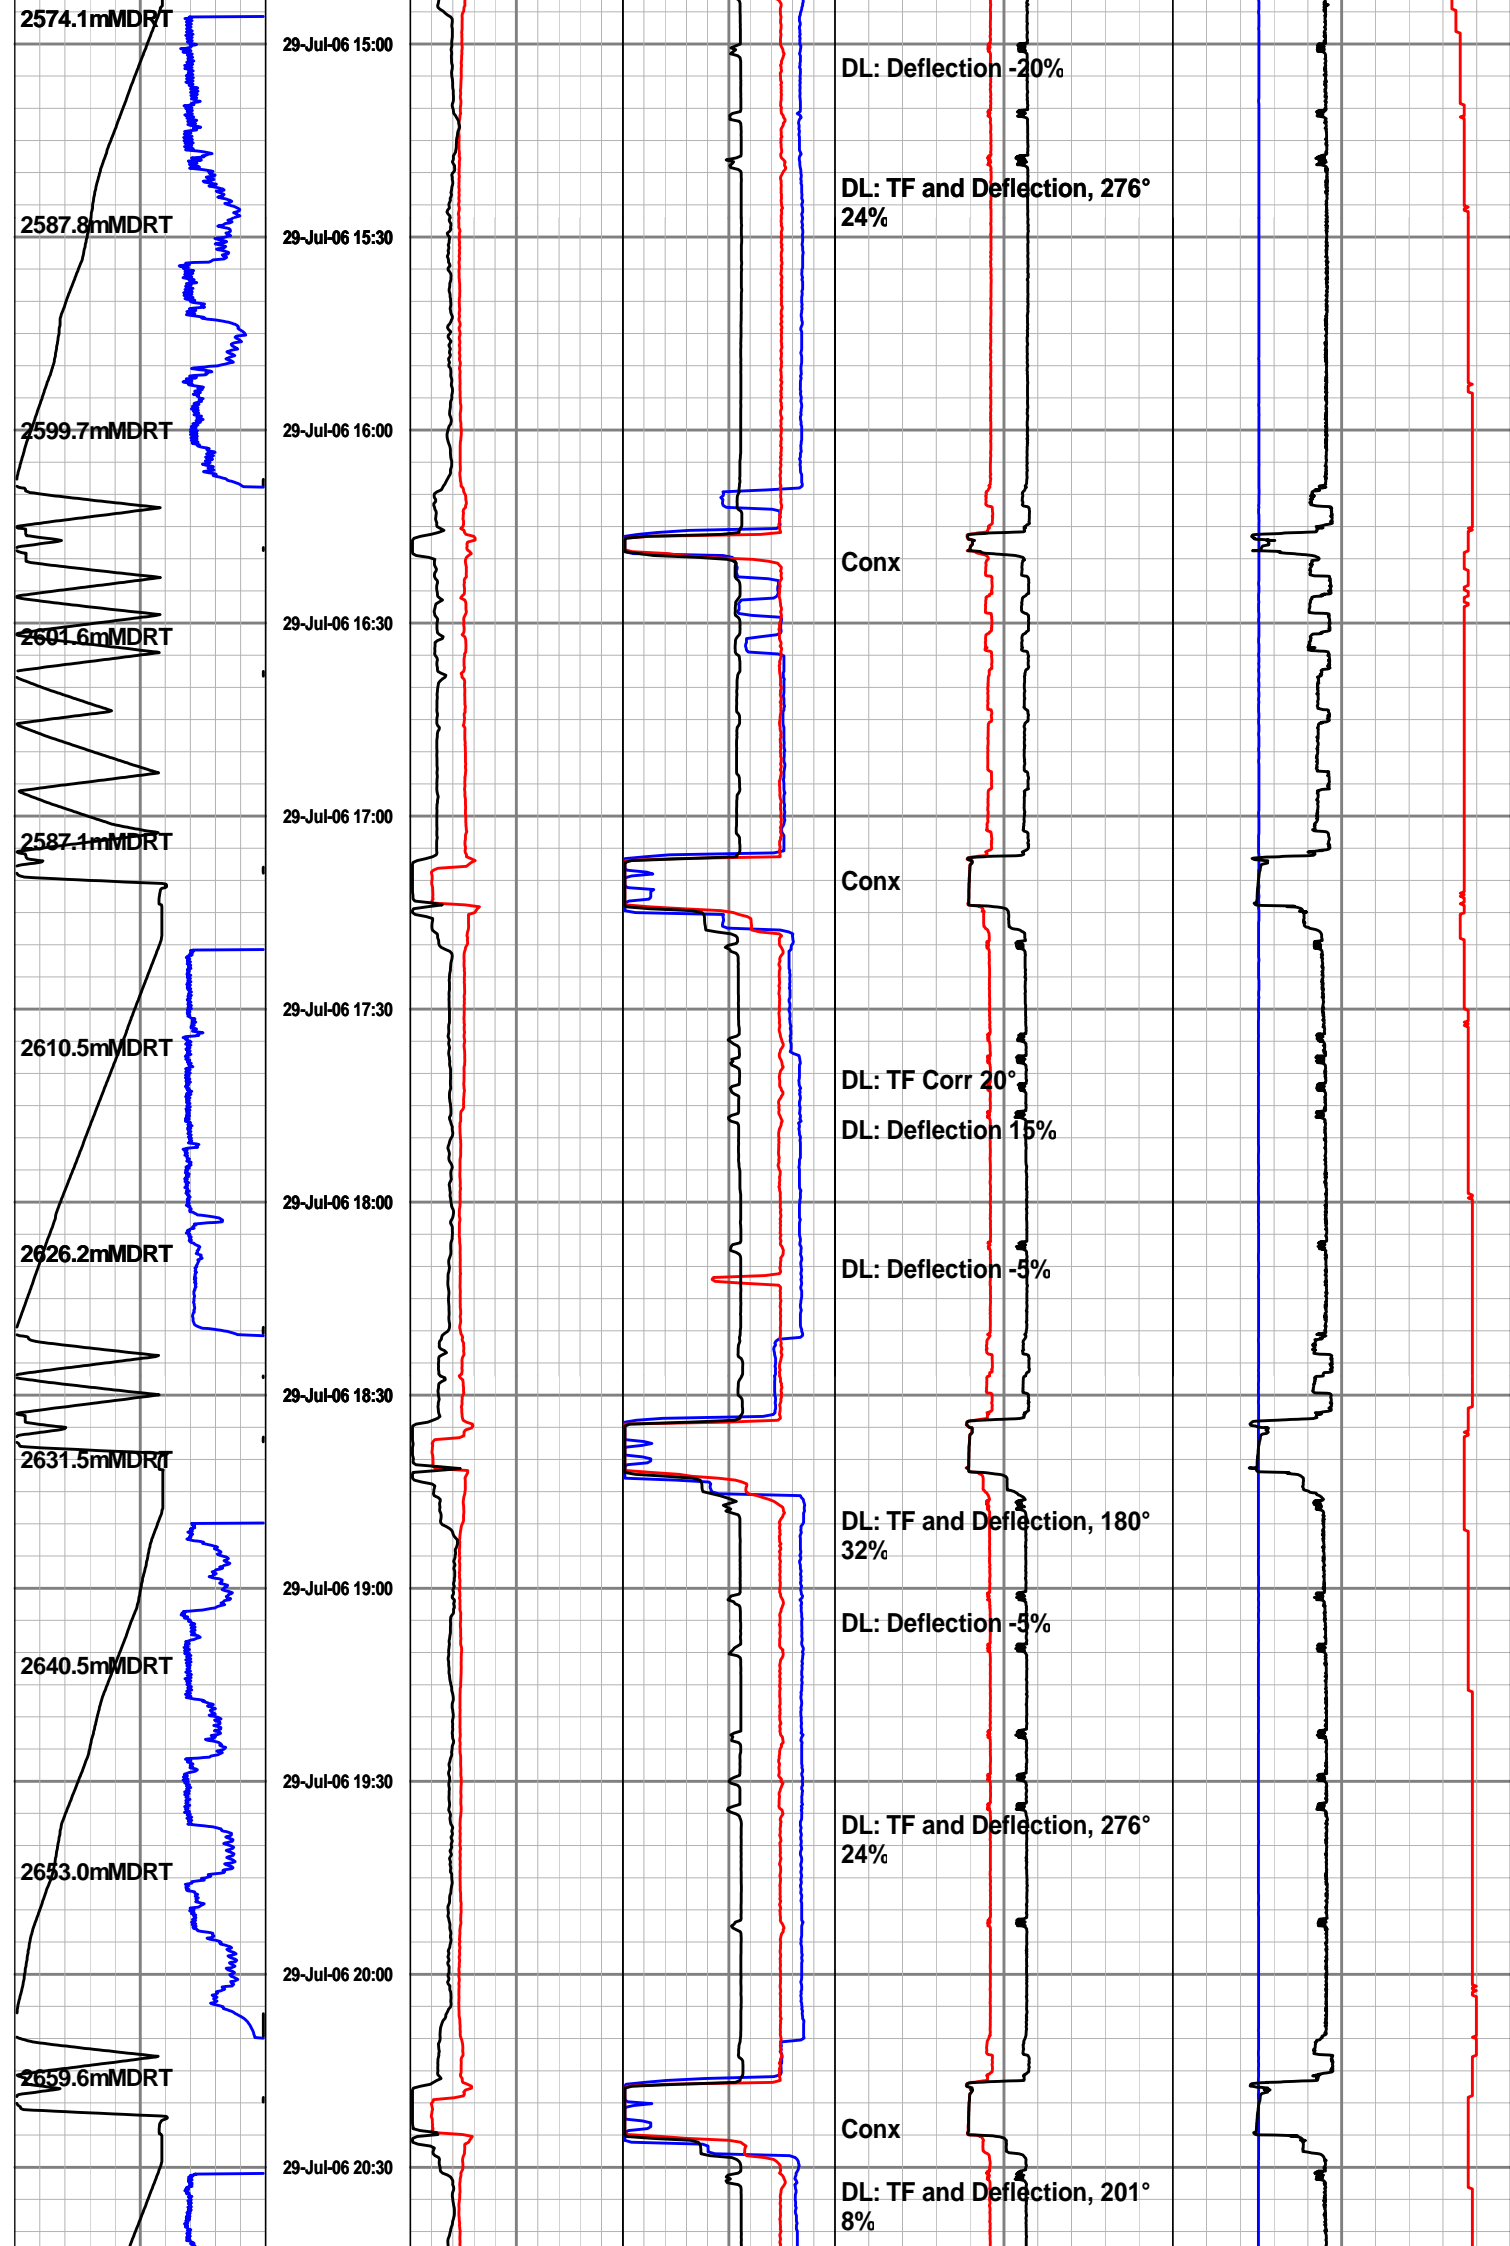 2574.1mMDRT
29-Jul-06 15:00
DL: Deflection -20%
DL: TF and Deflection, 276°
24%
2587.8mMDRT
29-Jul-06 15:30
2599.7mMDRT
29-Jul-06 16:00
Conx
29-Jul-06 16:30
2601.6mMDRT
29-Jul-06 17:00
2587.1mMDRT
Conx
29-Jul-06 17:30
2610.5mMDRT
DL: TF Corr 20°
DL: Deflection 15%
29-Jul-06 18:00
2626.2mMDRT
DL: Deflection -5%
29-Jul-06 18:30
2631.5mMDRT
DL: TF and Deflection, 180°
32%
29-Jul-06 19:00
DL: Deflection -5%
2640.5mMDRT
29-Jul-06 19:30
DL: TF and Deflection, 276°
24%
2653.0mMDRT
29-Jul-06 20:00
2659.6mMDRT
Conx
29-Jul-06 20:30
DL: TF and Deflection, 201°
8%